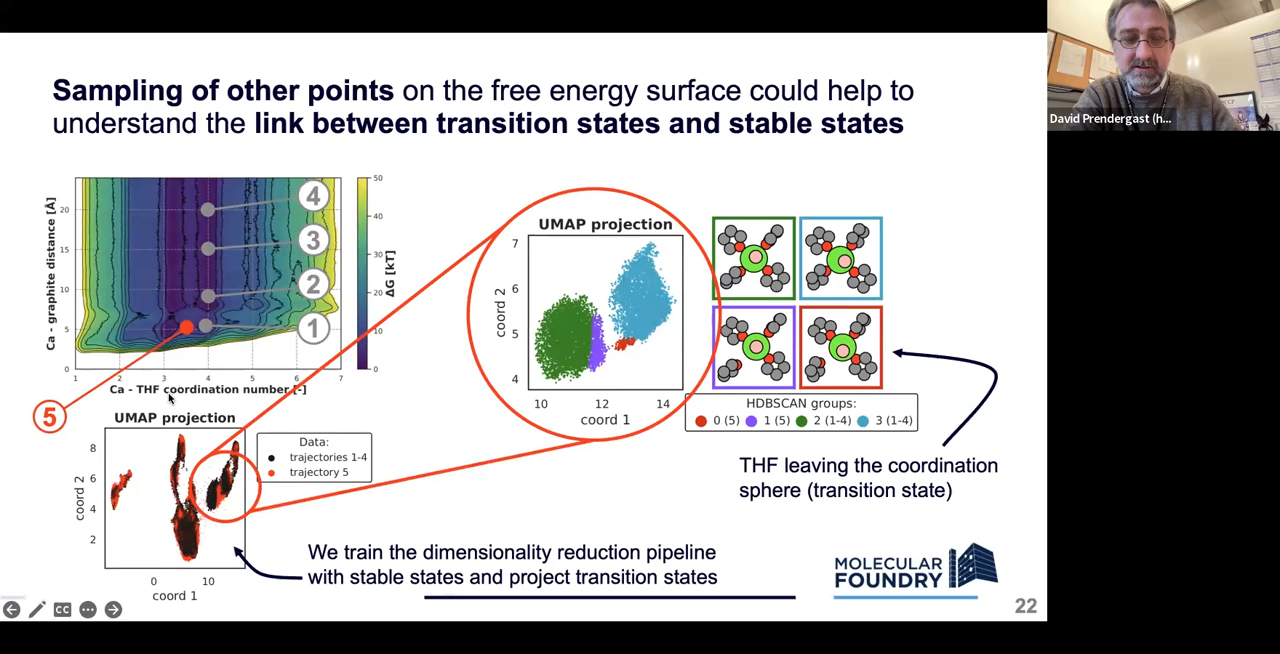 Sampling of other points on the free energy surface could help to
understand the link between transition states and stable states
Ca - graphite distance [Å]
20
15
10
5
0
1 2 3 4 5 6 7
Ca - THF coordination number [-]
4
3
2
1
5
50
40
30
20
10
0
ΔG [kT]
UMAP projection
coord 2
8
6
4
2
0 10
coord 1
Data:
trajectories 1-4
trajectory 5
UMAP projection
coord 2
7
6
5
4
10 12 14
coord 1
HDBSCAN groups:
0 (5) 1 (5) 2 (1-4) 3 (1-4)
THF leaving the coordination
sphere (transition state)
We train the dimensionality reduction pipeline
with stable states and project transition states
MOLECULAR
FOUNDRY
22
CC
David Prendergast (h...